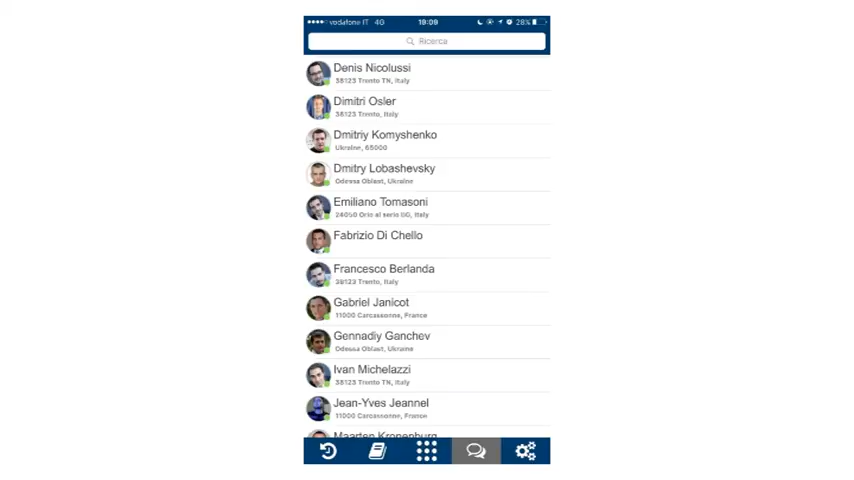 vodafone IT 4G 19:09 28%
Ricerca
Denis Nicolussi
38123 Trento TN, Italy
Dimitri Osler
38123 Trento, Italy
Dmitriy Komyshenko
Ukraine, 65000
Dmitry Lobashevsky
Odessa Oblast, Ukraine
Emiliano Tomasoni
24050 Orio al serio BG, Italy
Fabrizio Di Chello
Francesco Berlanda
38123 Trento, Italy
Gabriel Janicot
11000 Carcassonne, France
Gennadiy Ganchev
Odessa Oblast, Ukraine
Ivan Michelazzi
38123 Trento TN, Italy
Jean-Yves Jeannel
11000 Carcassonne, France
Maarten Kronenburg